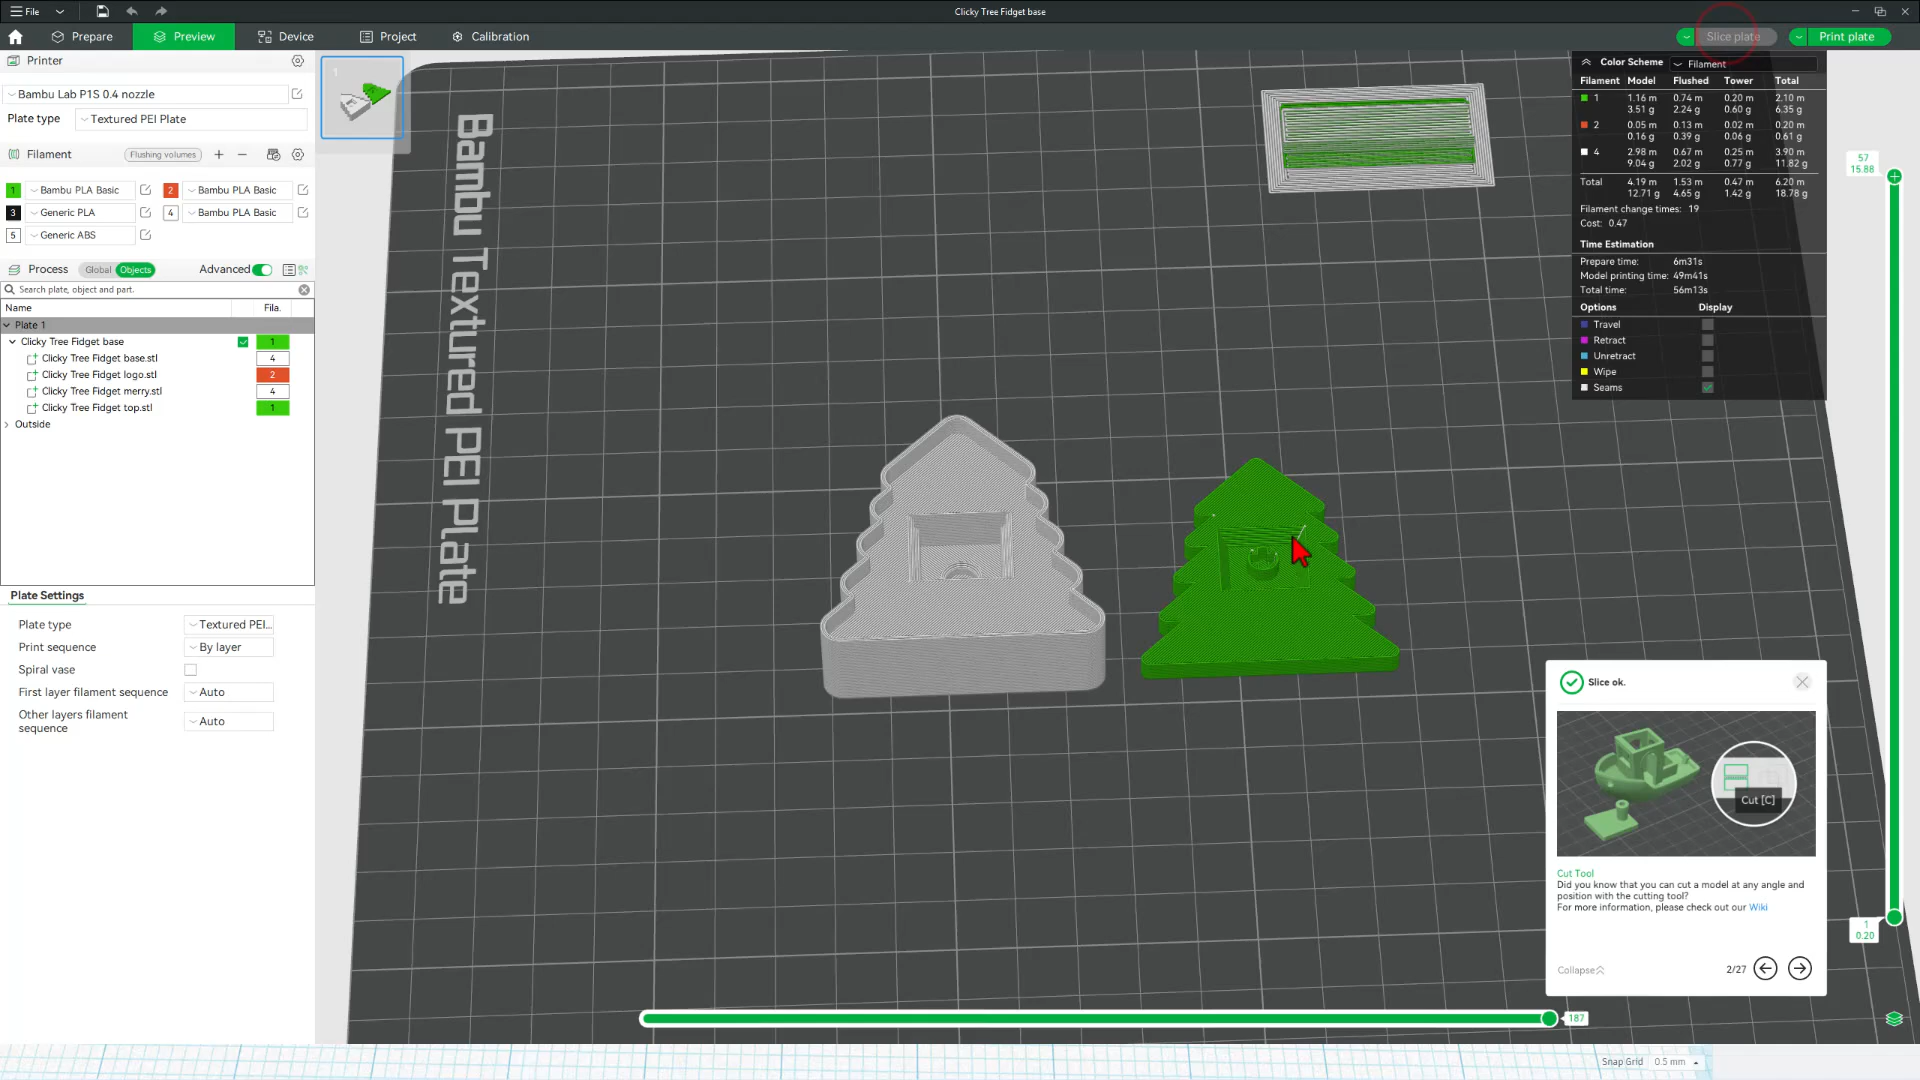 File
Clicky Tree Fidget base
Prepare
Preview
Device
Project
Calibration
Slice plate
Print plate
Printer
Bambu Lab P1S 0.4 nozzle
Plate type
Textured PEI Plate
Filament
Flushing volumes
1 Bambu PLA Basic
2 Bambu PLA Basic
3 Generic PLA
4 Bambu PLA Basic
5 Generic ABS
Process
Global
Objects
Advanced
Search plate, object and part.
Name
Fila.
Plate 1
Clicky Tree Fidget base 1
Clicky Tree Fidget base.stl 4
Clicky Tree Fidget logo.stl 2
Clicky Tree Fidget merry.stl 4
Clicky Tree Fidget top.stl 1
Outside
Plate Settings
Plate type
Textured PEI...
Print sequence
By layer
Spiral vase
First layer filament sequence
Auto
Other layers filament
sequence
Auto
1
Bambu Textured PEI Plate
Color Scheme
Filament
Filament Model Flushed Tower Total
1 1.16 m 0.74 m 0.20 m 2.10 m
3.51 g 2.24 g 0.60 g 6.35 g
2 0.05 m 0.13 m 0.02 m 0.20 m
0.16 g 0.39 g 0.06 g 0.61 g
4 2.98 m 0.67 m 0.25 m 3.90 m
9.04 g 2.02 g 0.77 g 11.82 g
Total 4.19 m 1.53 m 0.47 m 6.20 m
12.71 g 4.65 g 1.42 g 18.78 g
Filament change times: 19
Cost: 0.47
Time Estimation
Prepare time: 6m31s
Model printing time: 49m41s
Total time: 56m13s
Options Display
Travel
Retract
Unretract
Wipe
Seams
57
15.88
1
0.20
Slice ok.
Cut [C]
Cut Tool
Did you know that you can cut a model at any angle and
position with the cutting tool?
For more information, please check out our Wiki
Collapse
2/27
187
Snap Grid 0.5 mm